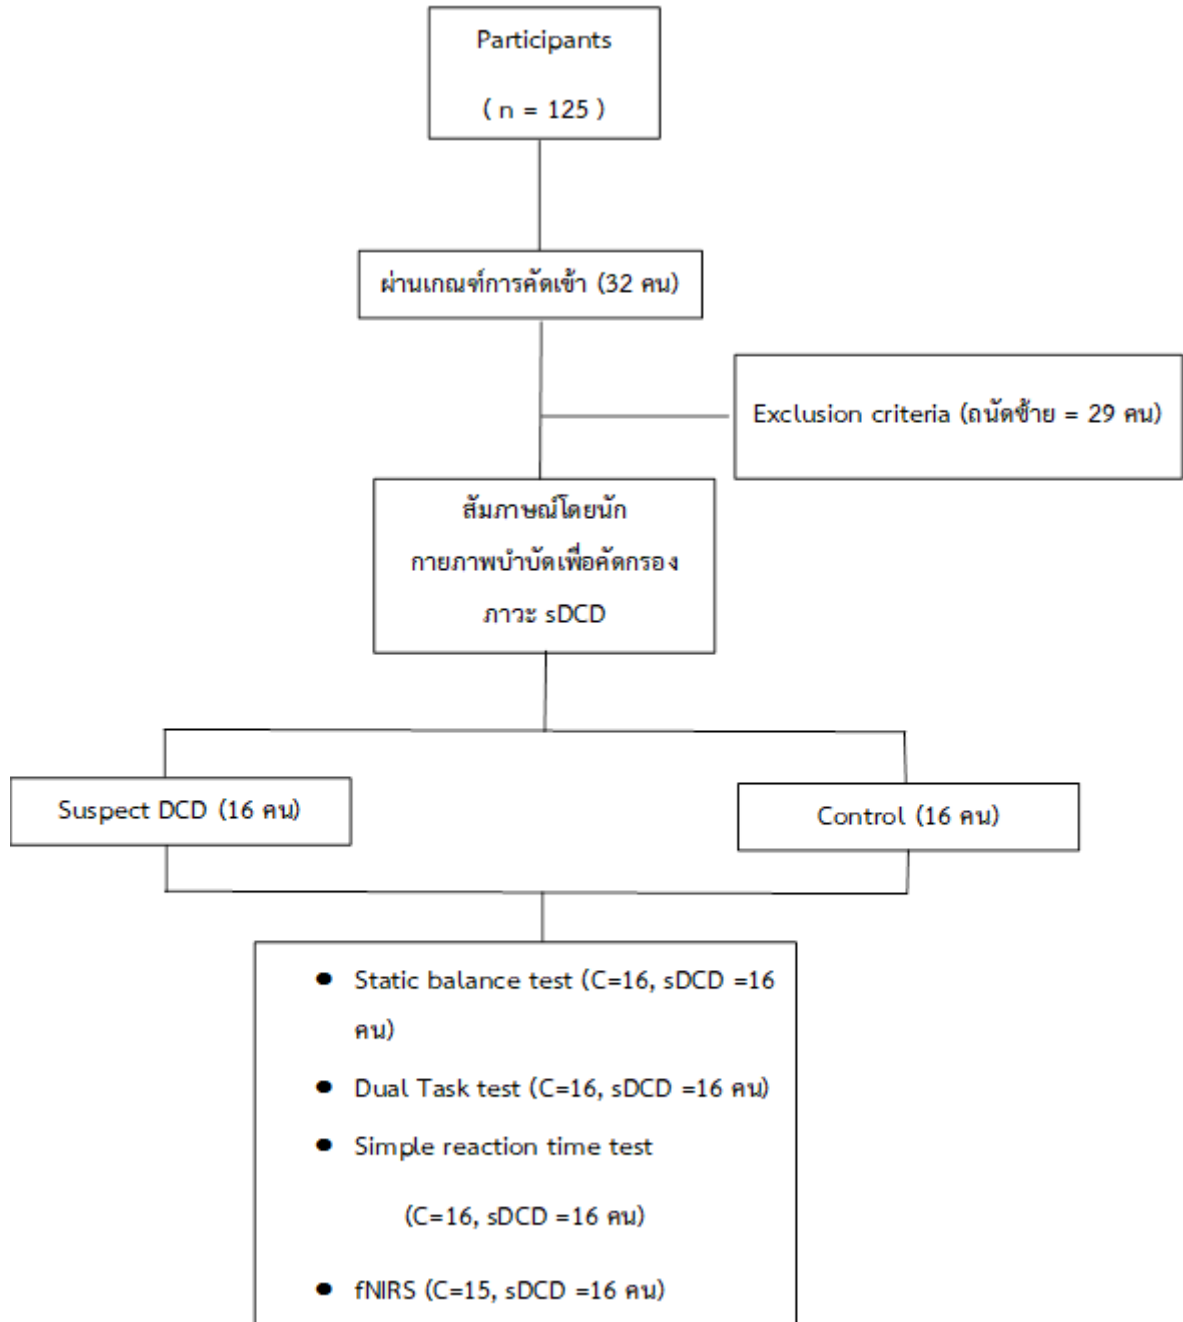 Participants
( n = 125 )
ผ่านเกณฑ์การคัดเข้า (32 คน)
Exclusion criteria (ถนัดซ้าย = 29 คน)
สัมภาษณ์โดยนัก
กายภาพบำบัดเพื่อคัดกรอง
ภาวะ sDCD
Suspect DCD (16 คน)
Control (16 คน)
● Static balance test (C=16, sDCD =16
คน)
● Dual Task test (C=16, sDCD =16 คน)
● Simple reaction time test
(C=16, sDCD =16 คน)
● fNIRS (C=15, sDCD =16 คน)